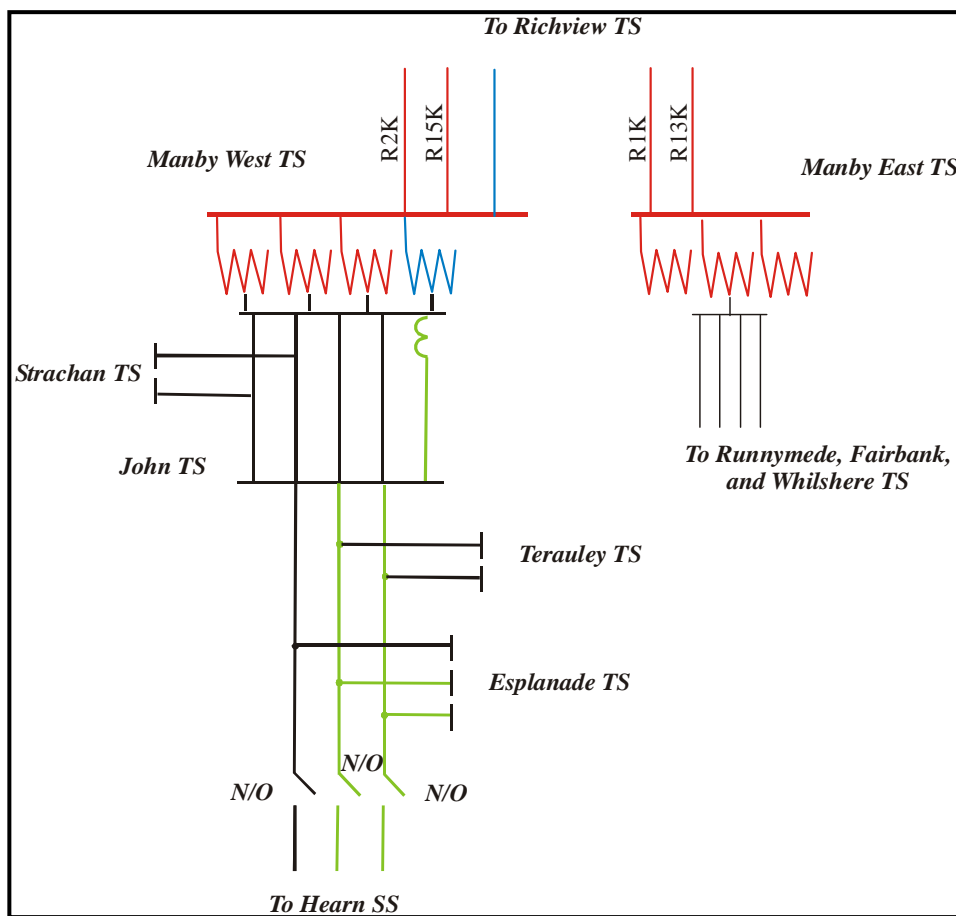 To Richview TS
R2K
R15K
R1K
R13K
Manby West TS
Manby East TS
Strachan TS
John TS
To Runnymede, Fairbank,
and Whilshere TS
Terauley TS
Esplanade TS
N/O
N/O
N/O
To Hearn SS